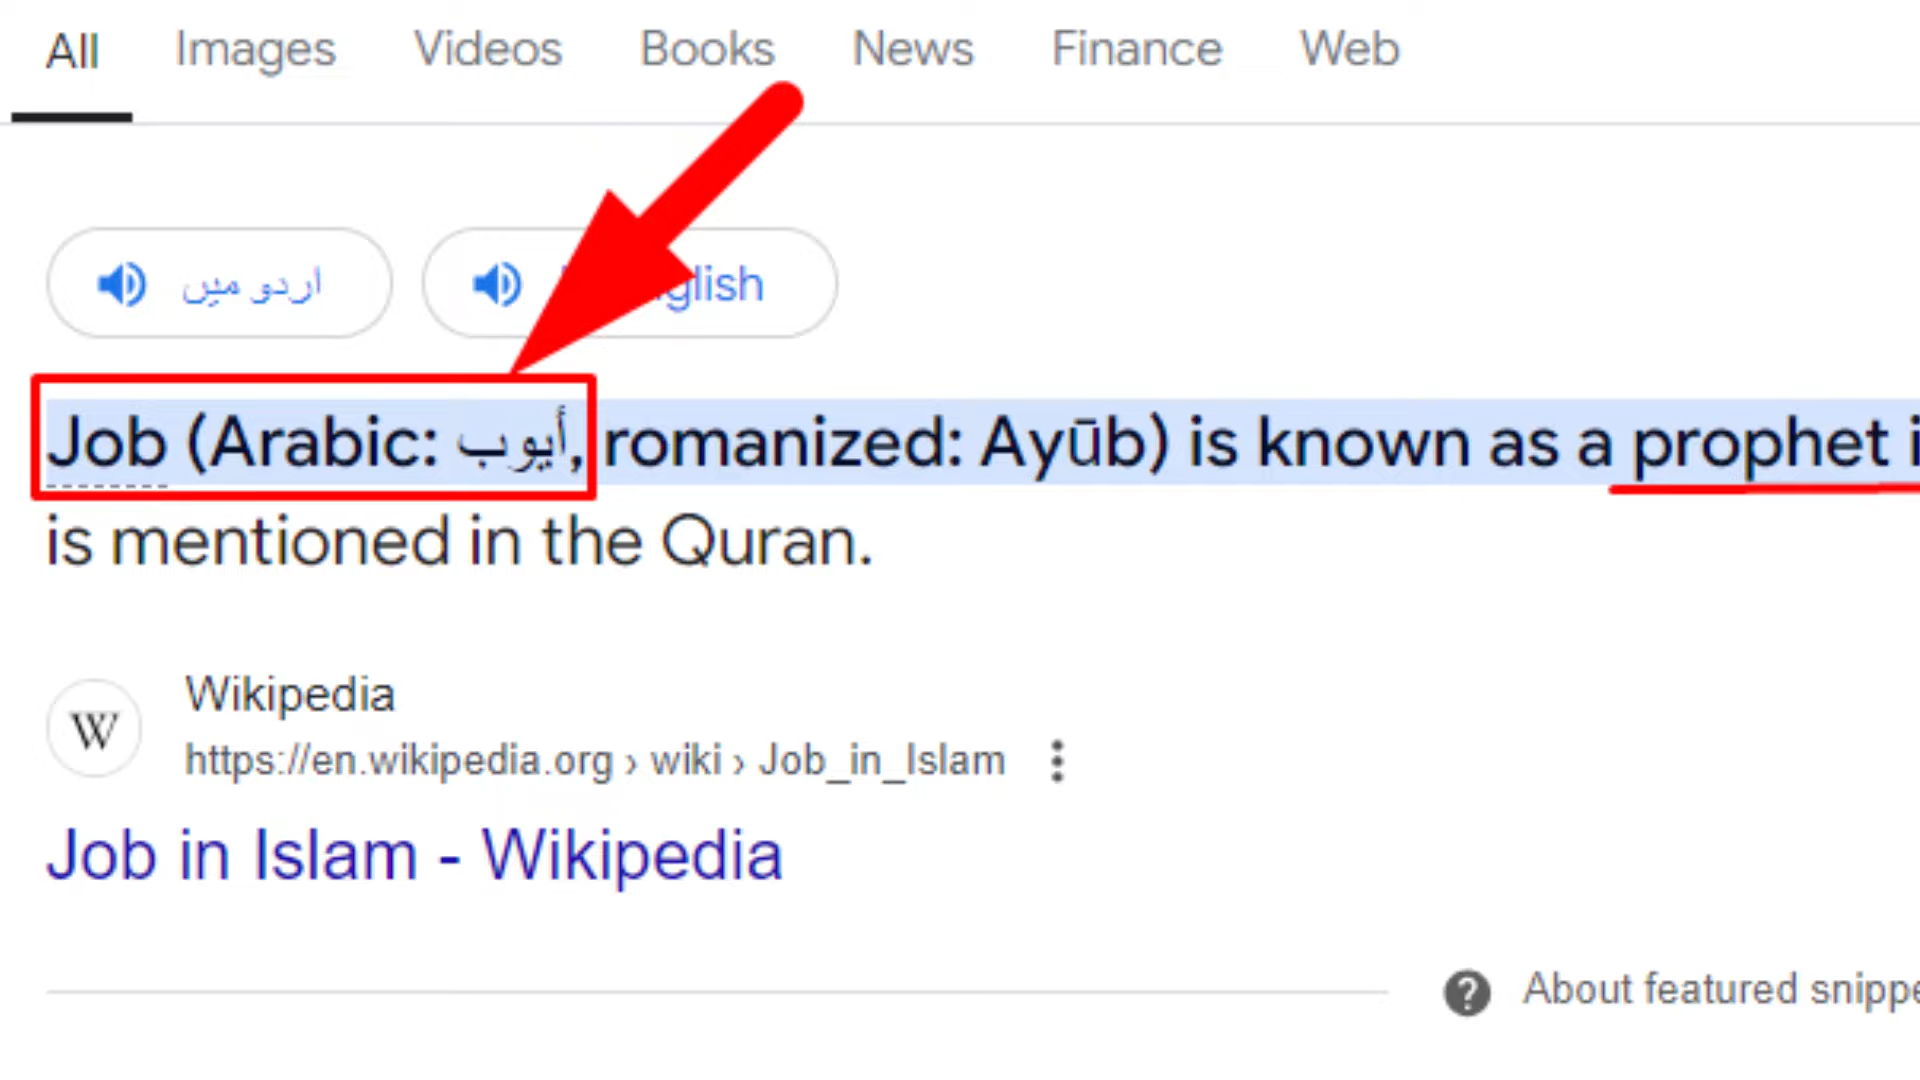 All Images Videos Books News Finance Web
اردو میں glish
Job (Arabic: أيوب, romanized: Ayūb) is known as a prophet i
is mentioned in the Quran.
Wikipedia
W
https://en.wikipedia.org › wiki › Job_in_Islam
Job in Islam - Wikipedia
About featured snippe